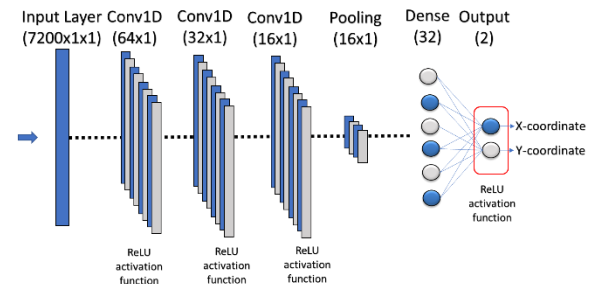 Input Layer Conv1D Conv1D Conv1D Pooling Dense Output
(7200x1x1) (64x1) (32x1) (16x1) (16x1) (32) (2)
X-coordinate
Y-coordinate
ReLU
activation
function
ReLU
activation
function
ReLU
activation
function
ReLU
activation
function